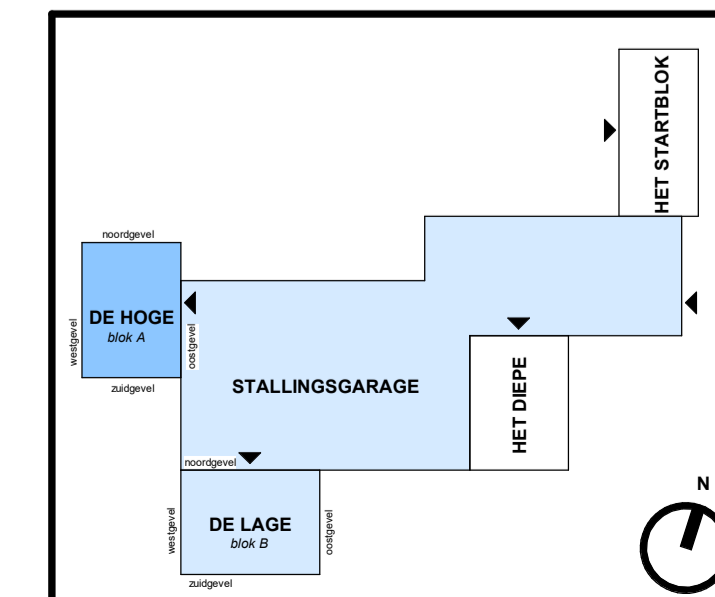 HET STARTBLOK
noordgevel
DE HOGE
blok A
westgevel
oostgevel
zuidgevel
STALLINGSGARAGE
HET DIEPE
noordgevel
DE LAGE
blok B
westgevel
oostgevel
zuidgevel
N